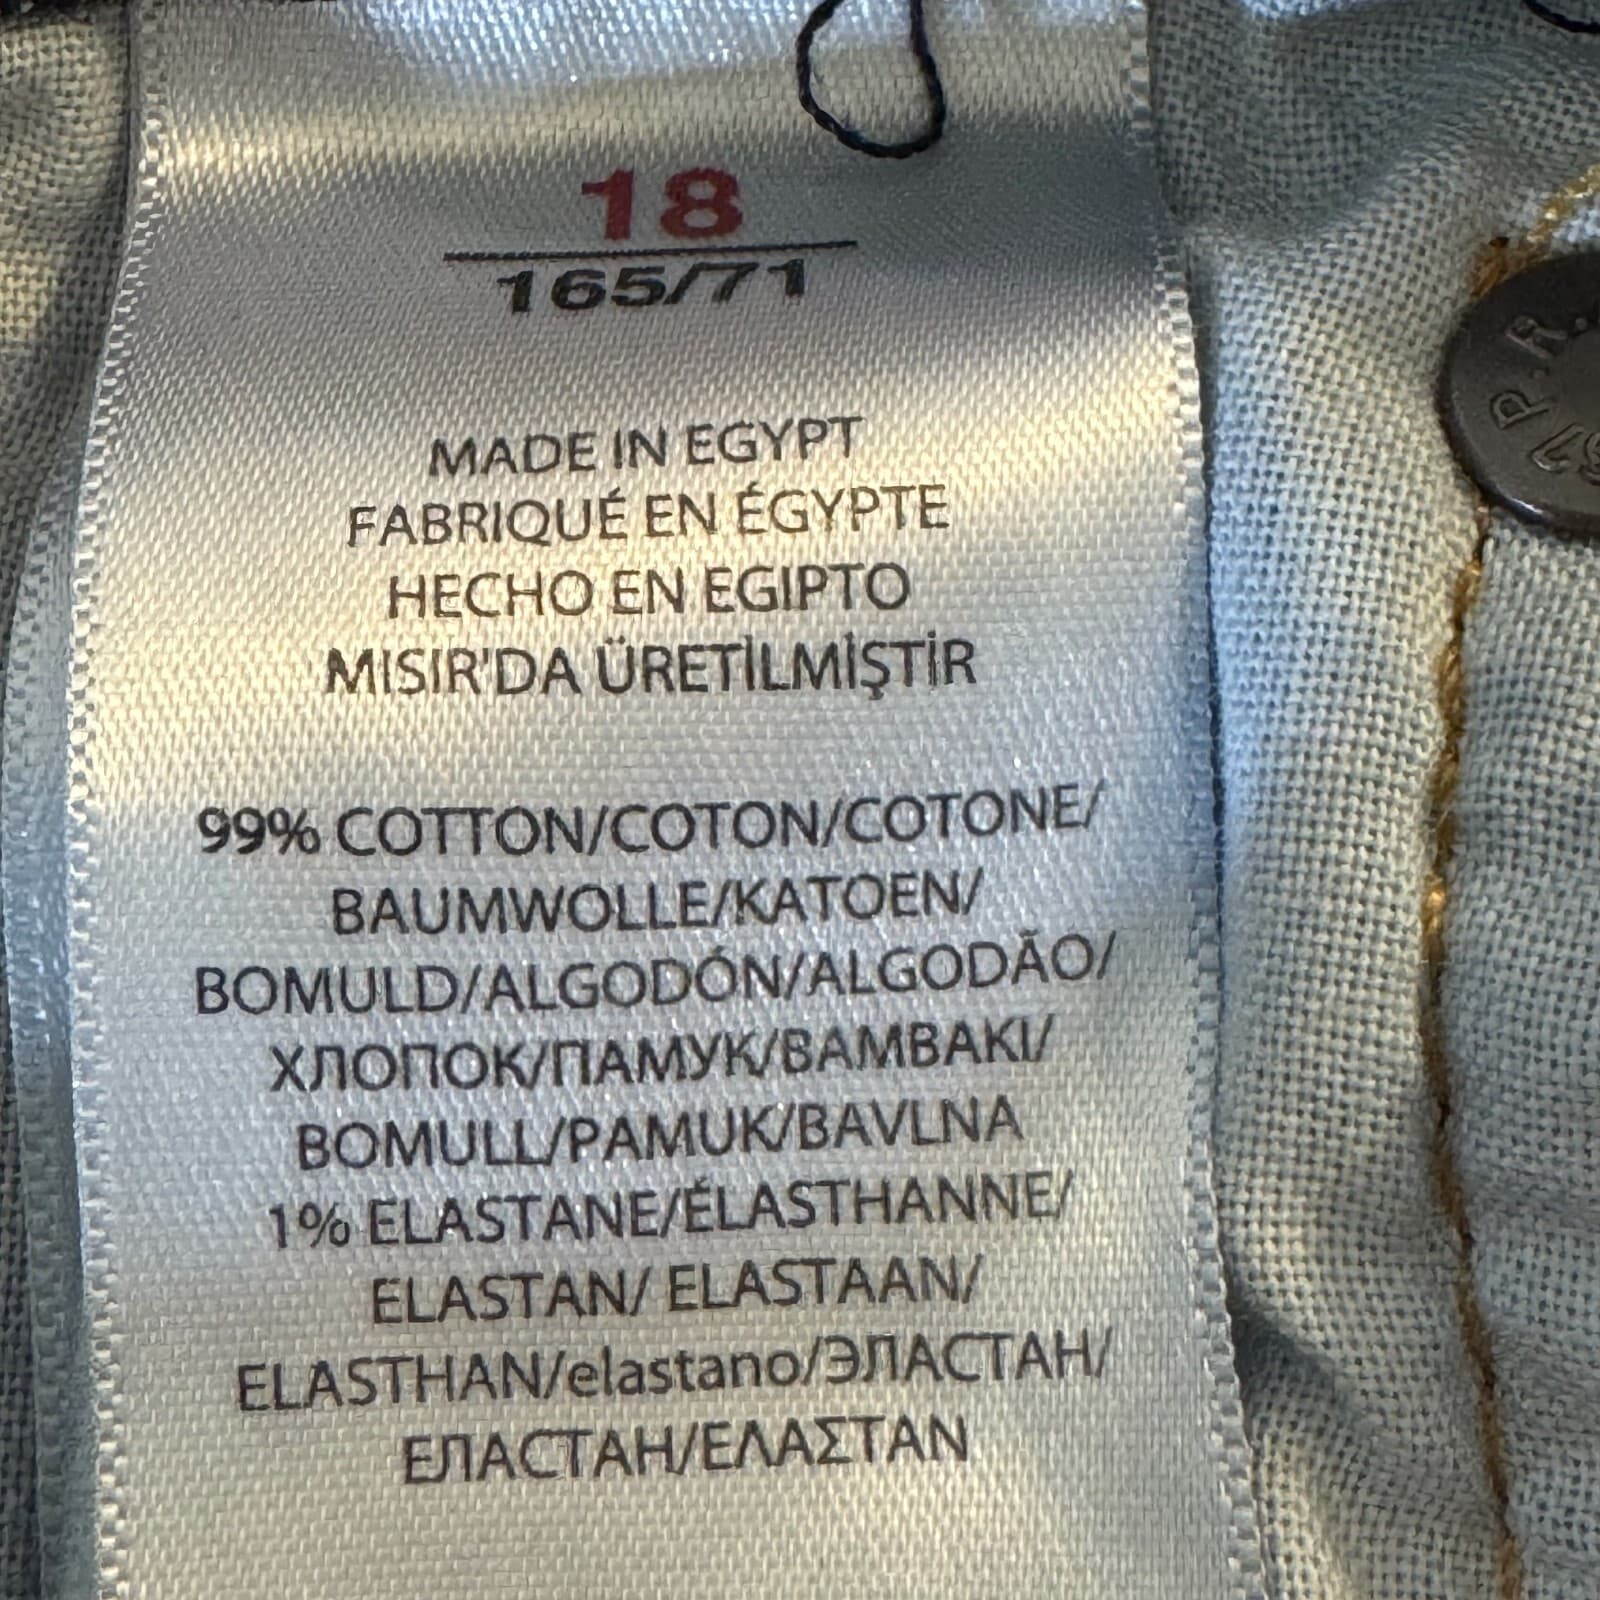 18
165/71
MADE IN EGYPT
FABRIQUÉ EN ÉGYPTE
HECHO EN EGIPTO
MISIR'DA ÜRETİLMİŞTİR
99% COTTON/COTON/COTONE/
BAUMWOLLE/KATOEN/
BOMULD/ALGODÓN/ALGODÃO/
ХЛОПОК/ПАМУК/BAMBAKI/
BOMULL/PAMUK/BAVLNA
1% ELASTANE/ÉLASTHANNE/
ELASTAN/ ELASTAAN/
ELASTHAN/elastano/ЭЛАСТАН/
ЕЛАСТАН/ΕΛΑΣΤΑΝ
P.R.